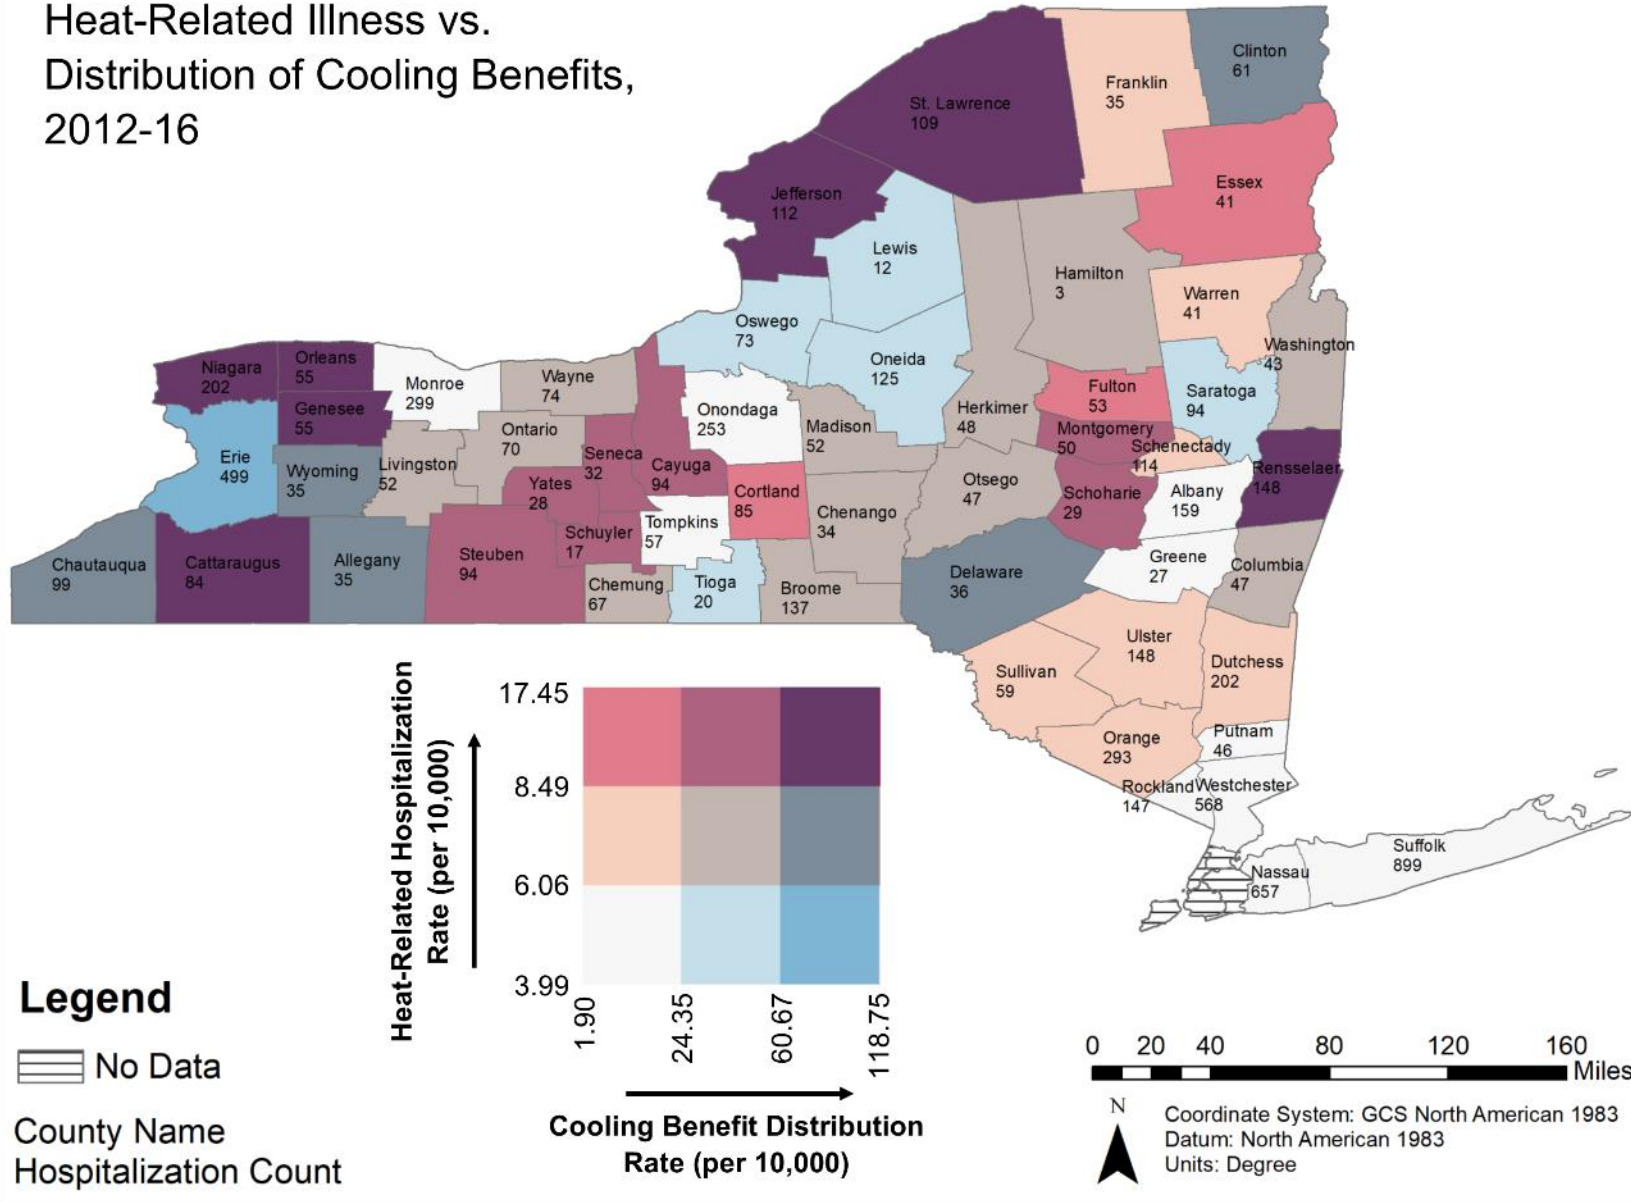 Heat-Related Illness vs.
Distribution of Cooling Benefits,
2012-16
Clinton
61
Franklin
35
St. Lawrence
109
Essex
41
Jefferson
112
Lewis
12
Hamilton
3
Warren
41
Oswego
73
Washington
43
Oneida
125
Niagara
202
Orleans
55
Monroe
299
Wayne
74
Fulton
53
Saratoga
94
Genesee
55
Onondaga
253
Herkimer
48
Madison
52
Ontario
70
Montgomery
50
Schenectady
114
Erie
499
Wyoming
35
Livingston
52
Seneca
32
Cayuga
94
Rensselaer
148
Yates
28
Cortland
85
Otsego
47
Schoharie
29
Albany
159
Chenango
34
Tompkins
57
Schuyler
17
Steuben
94
Chautauqua
99
Cattaraugus
84
Allegany
35
Greene
27
Columbia
47
Delaware
36
Chemung
67
Tioga
20
Broome
137
Ulster
148
Dutchess
202
Sullivan
59
Orange
293
Putnam
46
Rockland
147
Westchester
568
Suffolk
899
Nassau
657
Heat-Related Hospitalization
Rate (per 10,000)
17.45
8.49
6.06
3.99
1.90
24.35
60.67
118.75
Cooling Benefit Distribution
Rate (per 10,000)
Legend
No Data
County Name
Hospitalization Count
0 20 40 80 120 160
Miles
N
Coordinate System: GCS North American 1983
Datum: North American 1983
Units: Degree